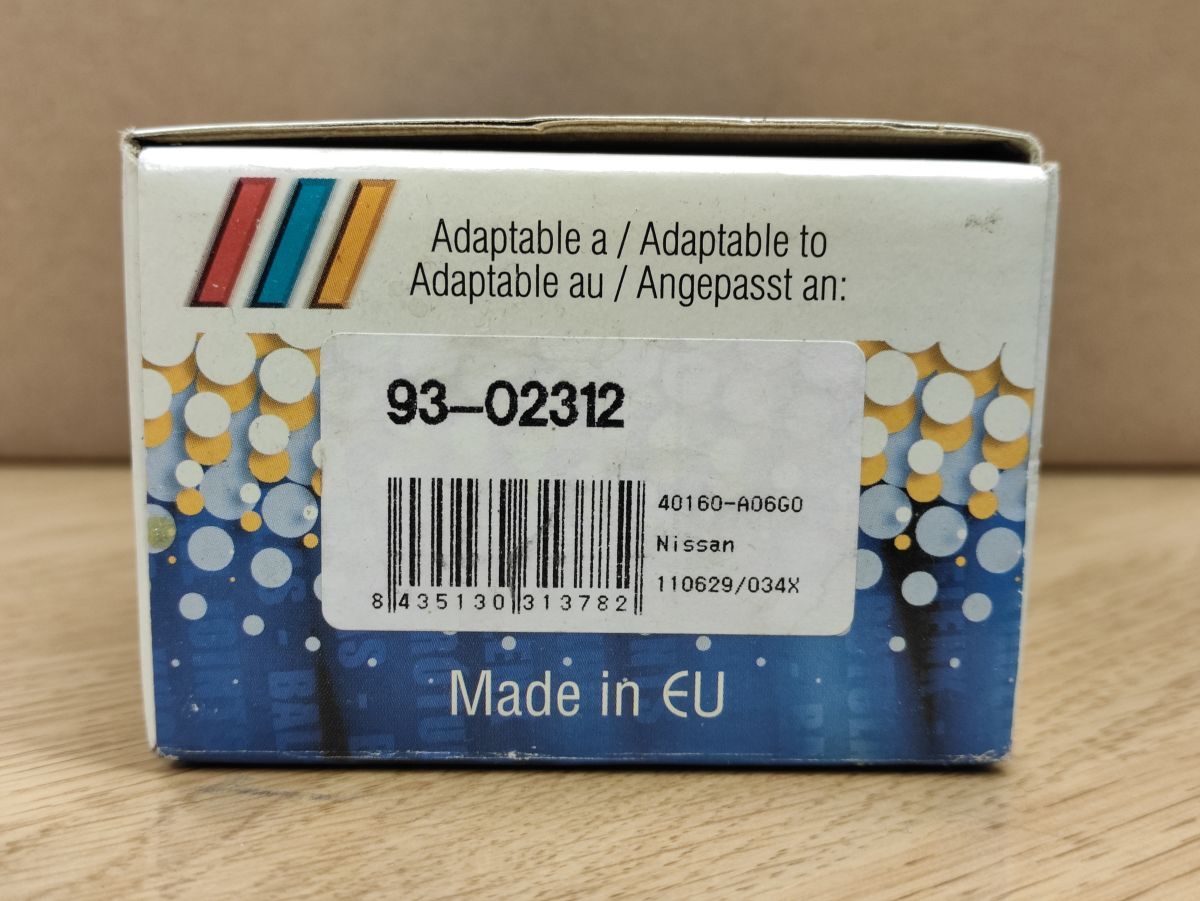 Adaptable a / Adaptable to
Adaptable au / Angepasst an:
93-02312
40160-A06G0
Nissan
110629/034X
8 435130 313782
Made in EU